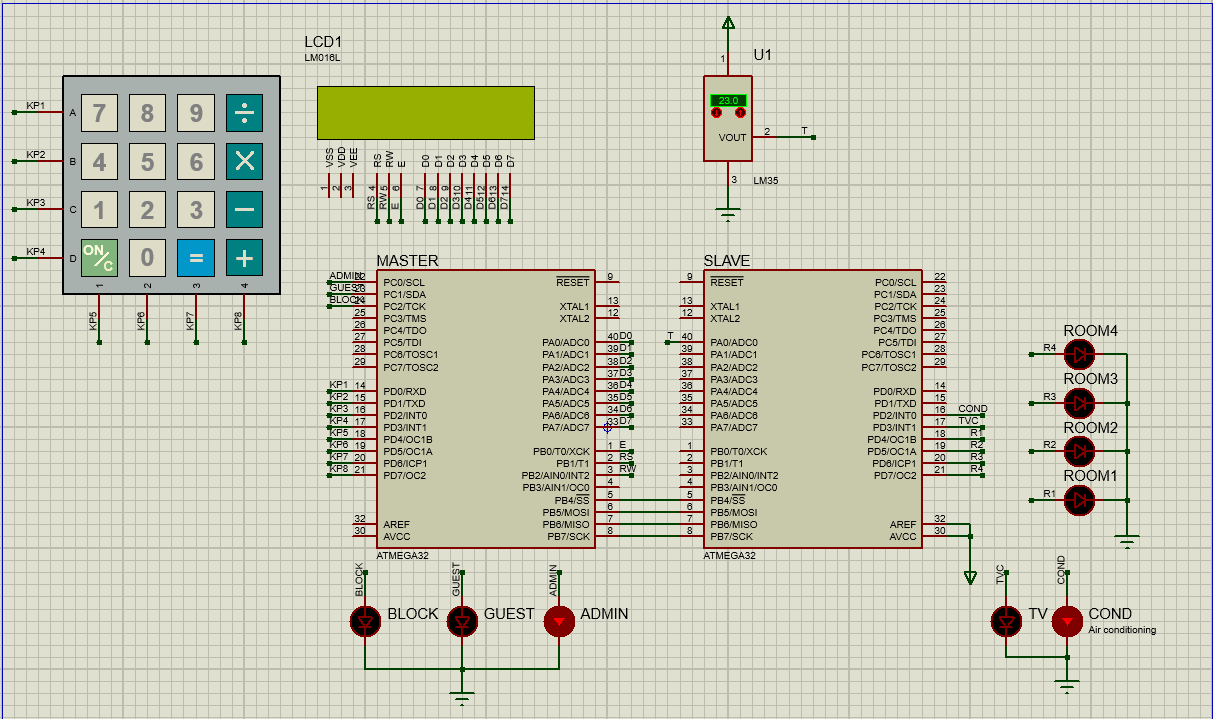 LCD1
LM016L
U1
1
23.0
VOUT
2
T
3
LM35
KP1
A
7
8
9
÷
KP2
B
4
5
6
×
KP3
C
1
2
3
−
KP4
D
ON/C
0
=
+
1
2
3
4
KP5
KP6
KP7
KP8
VSS
VDD
VEE
RS
RW
E
D0
D1
D2
D3
D4
D5
D6
D7
1
2
3
RS 4
RW 5
E 6
D0 7
D1 8
D2 9
D3 10
D4 11
D5 12
D6 13
D7 14
MASTER
ADMIN 22 PC0/SCL
GUEST 23 PC1/SDA
BLOCK 24 PC2/TCK
25 PC3/TMS
26 PC4/TDO
27 PC5/TDI
28 PC6/TOSC1
29 PC7/TOSC2
KP1 14 PD0/RXD
KP2 15 PD1/TXD
KP3 16 PD2/INT0
KP4 17 PD3/INT1
KP5 18 PD4/OC1B
KP6 19 PD5/OC1A
KP7 20 PD6/ICP1
KP8 21 PD7/OC2
32 AREF
30 AVCC
RESET 9
XTAL1 13
XTAL2 12
PA0/ADC0 40 D0
PA1/ADC1 39 D1
PA2/ADC2 38 D2
PA3/ADC3 37 D3
PA4/ADC4 36 D4
PA5/ADC5 35 D5
PA6/ADC6 34 D6
PA7/ADC7 33 D7
PB0/T0/XCK 1 E
PB1/T1 2 RS
PB2/AIN0/INT2 3 RW
PB3/AIN1/OC0 4
PB4/SS 5
PB5/MOSI 6
PB6/MISO 7
PB7/SCK 8
ATMEGA32
SLAVE
9 RESET
13 XTAL1
12 XTAL2
T 40 PA0/ADC0
39 PA1/ADC1
38 PA2/ADC2
37 PA3/ADC3
36 PA4/ADC4
35 PA5/ADC5
34 PA6/ADC6
33 PA7/ADC7
1 PB0/T0/XCK
2 PB1/T1
3 PB2/AIN0/INT2
4 PB3/AIN1/OC0
5 PB4/SS
6 PB5/MOSI
7 PB6/MISO
8 PB7/SCK
PC0/SCL 22
PC1/SDA 23
PC2/TCK 24
PC3/TMS 25
PC4/TDO 26
PC5/TDI 27
PC6/TOSC1 28
PC7/TOSC2 29
PD0/RXD 14
PD1/TXD 15
PD2/INT0 16 COND
PD3/INT1 17 TVC
PD4/OC1B 18 R1
PD5/OC1A 19 R2
PD6/ICP1 20 R3
PD7/OC2 21 R4
AREF 32
AVCC 30
ATMEGA32
ROOM4
R4
ROOM3
R3
ROOM2
R2
ROOM1
R1
BLOCK
GUEST
ADMIN
BLOCK
GUEST
ADMIN
TVC
COND
TV
COND
Air conditioning